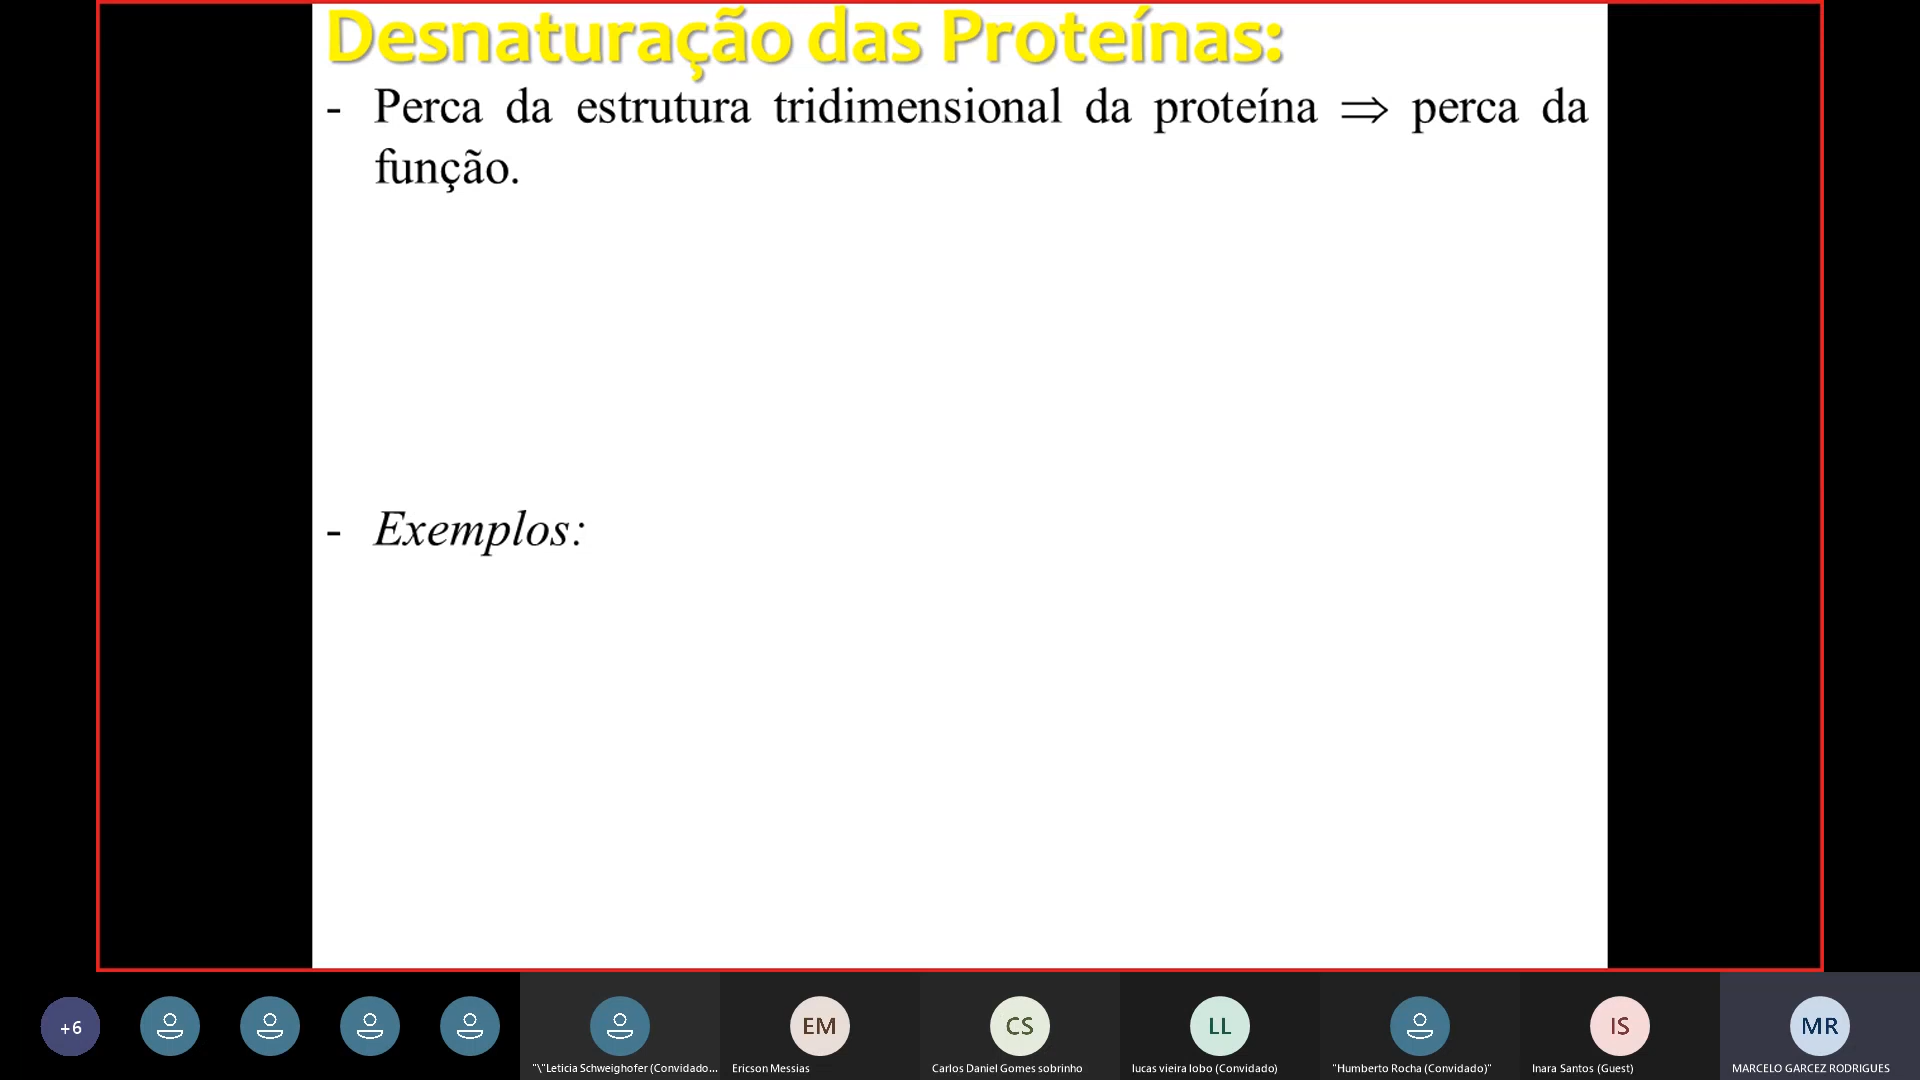 Desnaturação das Proteínas:
- Perca da estrutura tridimensional da proteína ⇒ perca da
função.
- Exemplos:
+6
EM
CS
LL
IS
MR
"\"Leticia Schweighofer (Convidado...
Ericson Messias
Carlos Daniel Gomes sobrinho
lucas vieira lobo (Convidado)
"Humberto Rocha (Convidado)"
Inara Santos (Guest)
MARCELO GARCEZ RODRIGUES